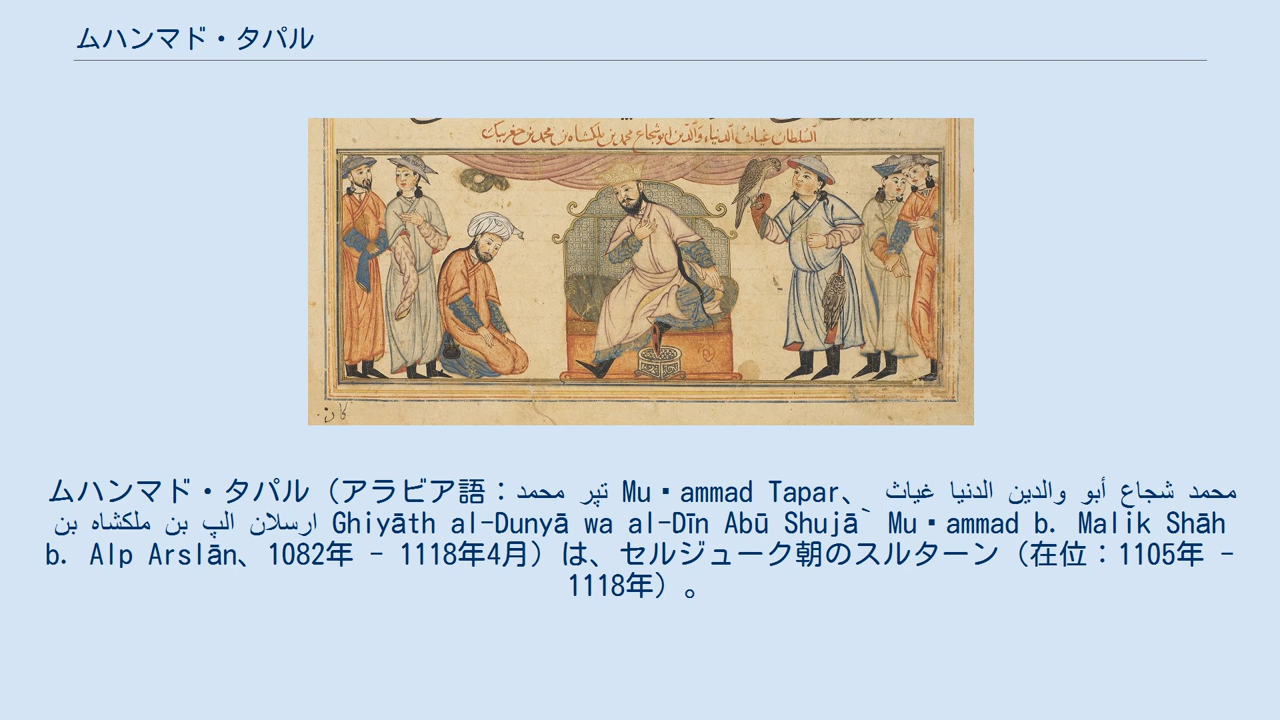 ムハンマド・タパル
السلطان غياث الدنيا والدين ابو شجاع محمد بن ملكشاه بن محمد بن جغربيك
ムハンマド・タパル（アラビア語：محمد تپر Mu･ammad Tapar、 غياث الدنيا والدين أبو شجاع محمد
بن ملكشاه بن الپ ارسلان Ghiyāth al-Dunyā wa al-Dīn Abū Shujā` Mu･ammad b. Malik Shāh
b. Alp Arslān、1082年 - 1118年4月）は、セルジューク朝のスルターン（在位：1105年 -
1118年）。